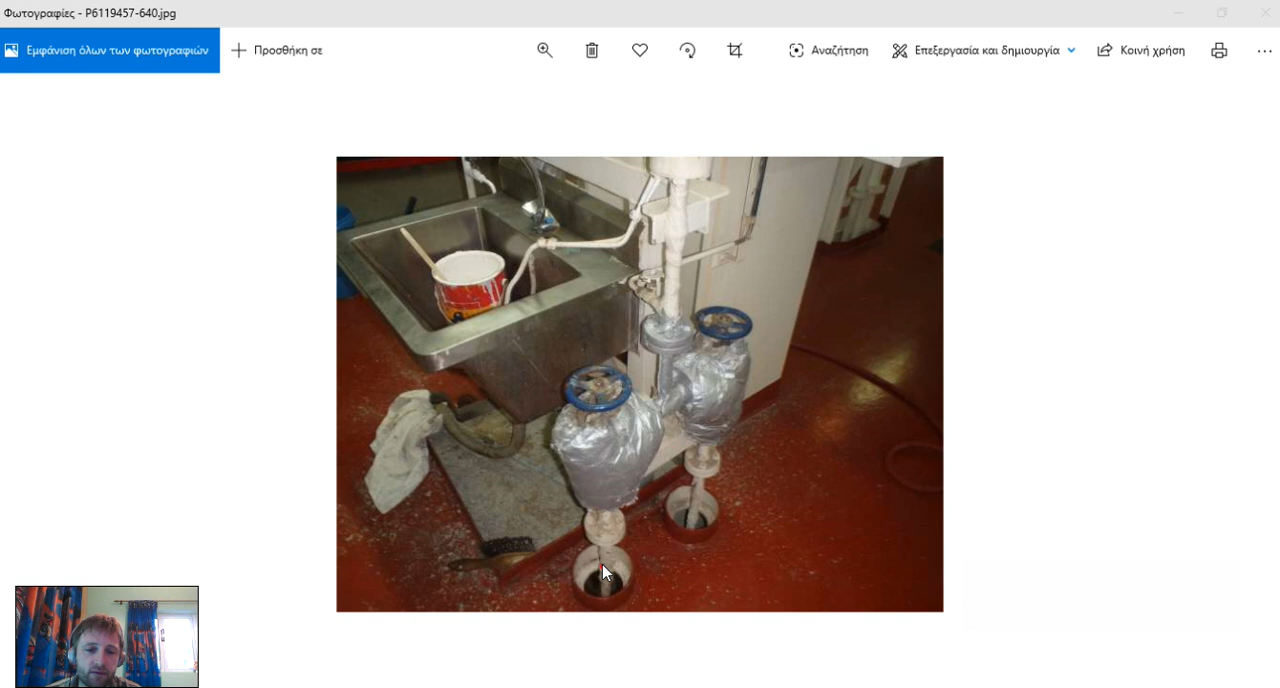 Φωτογραφίες - P6119457-640.jpg
Εμφάνιση όλων των φωτογραφιών
Προσθήκη σε
Αναζήτηση
Επεξεργασία και δημιουργία
Κοινή χρήση